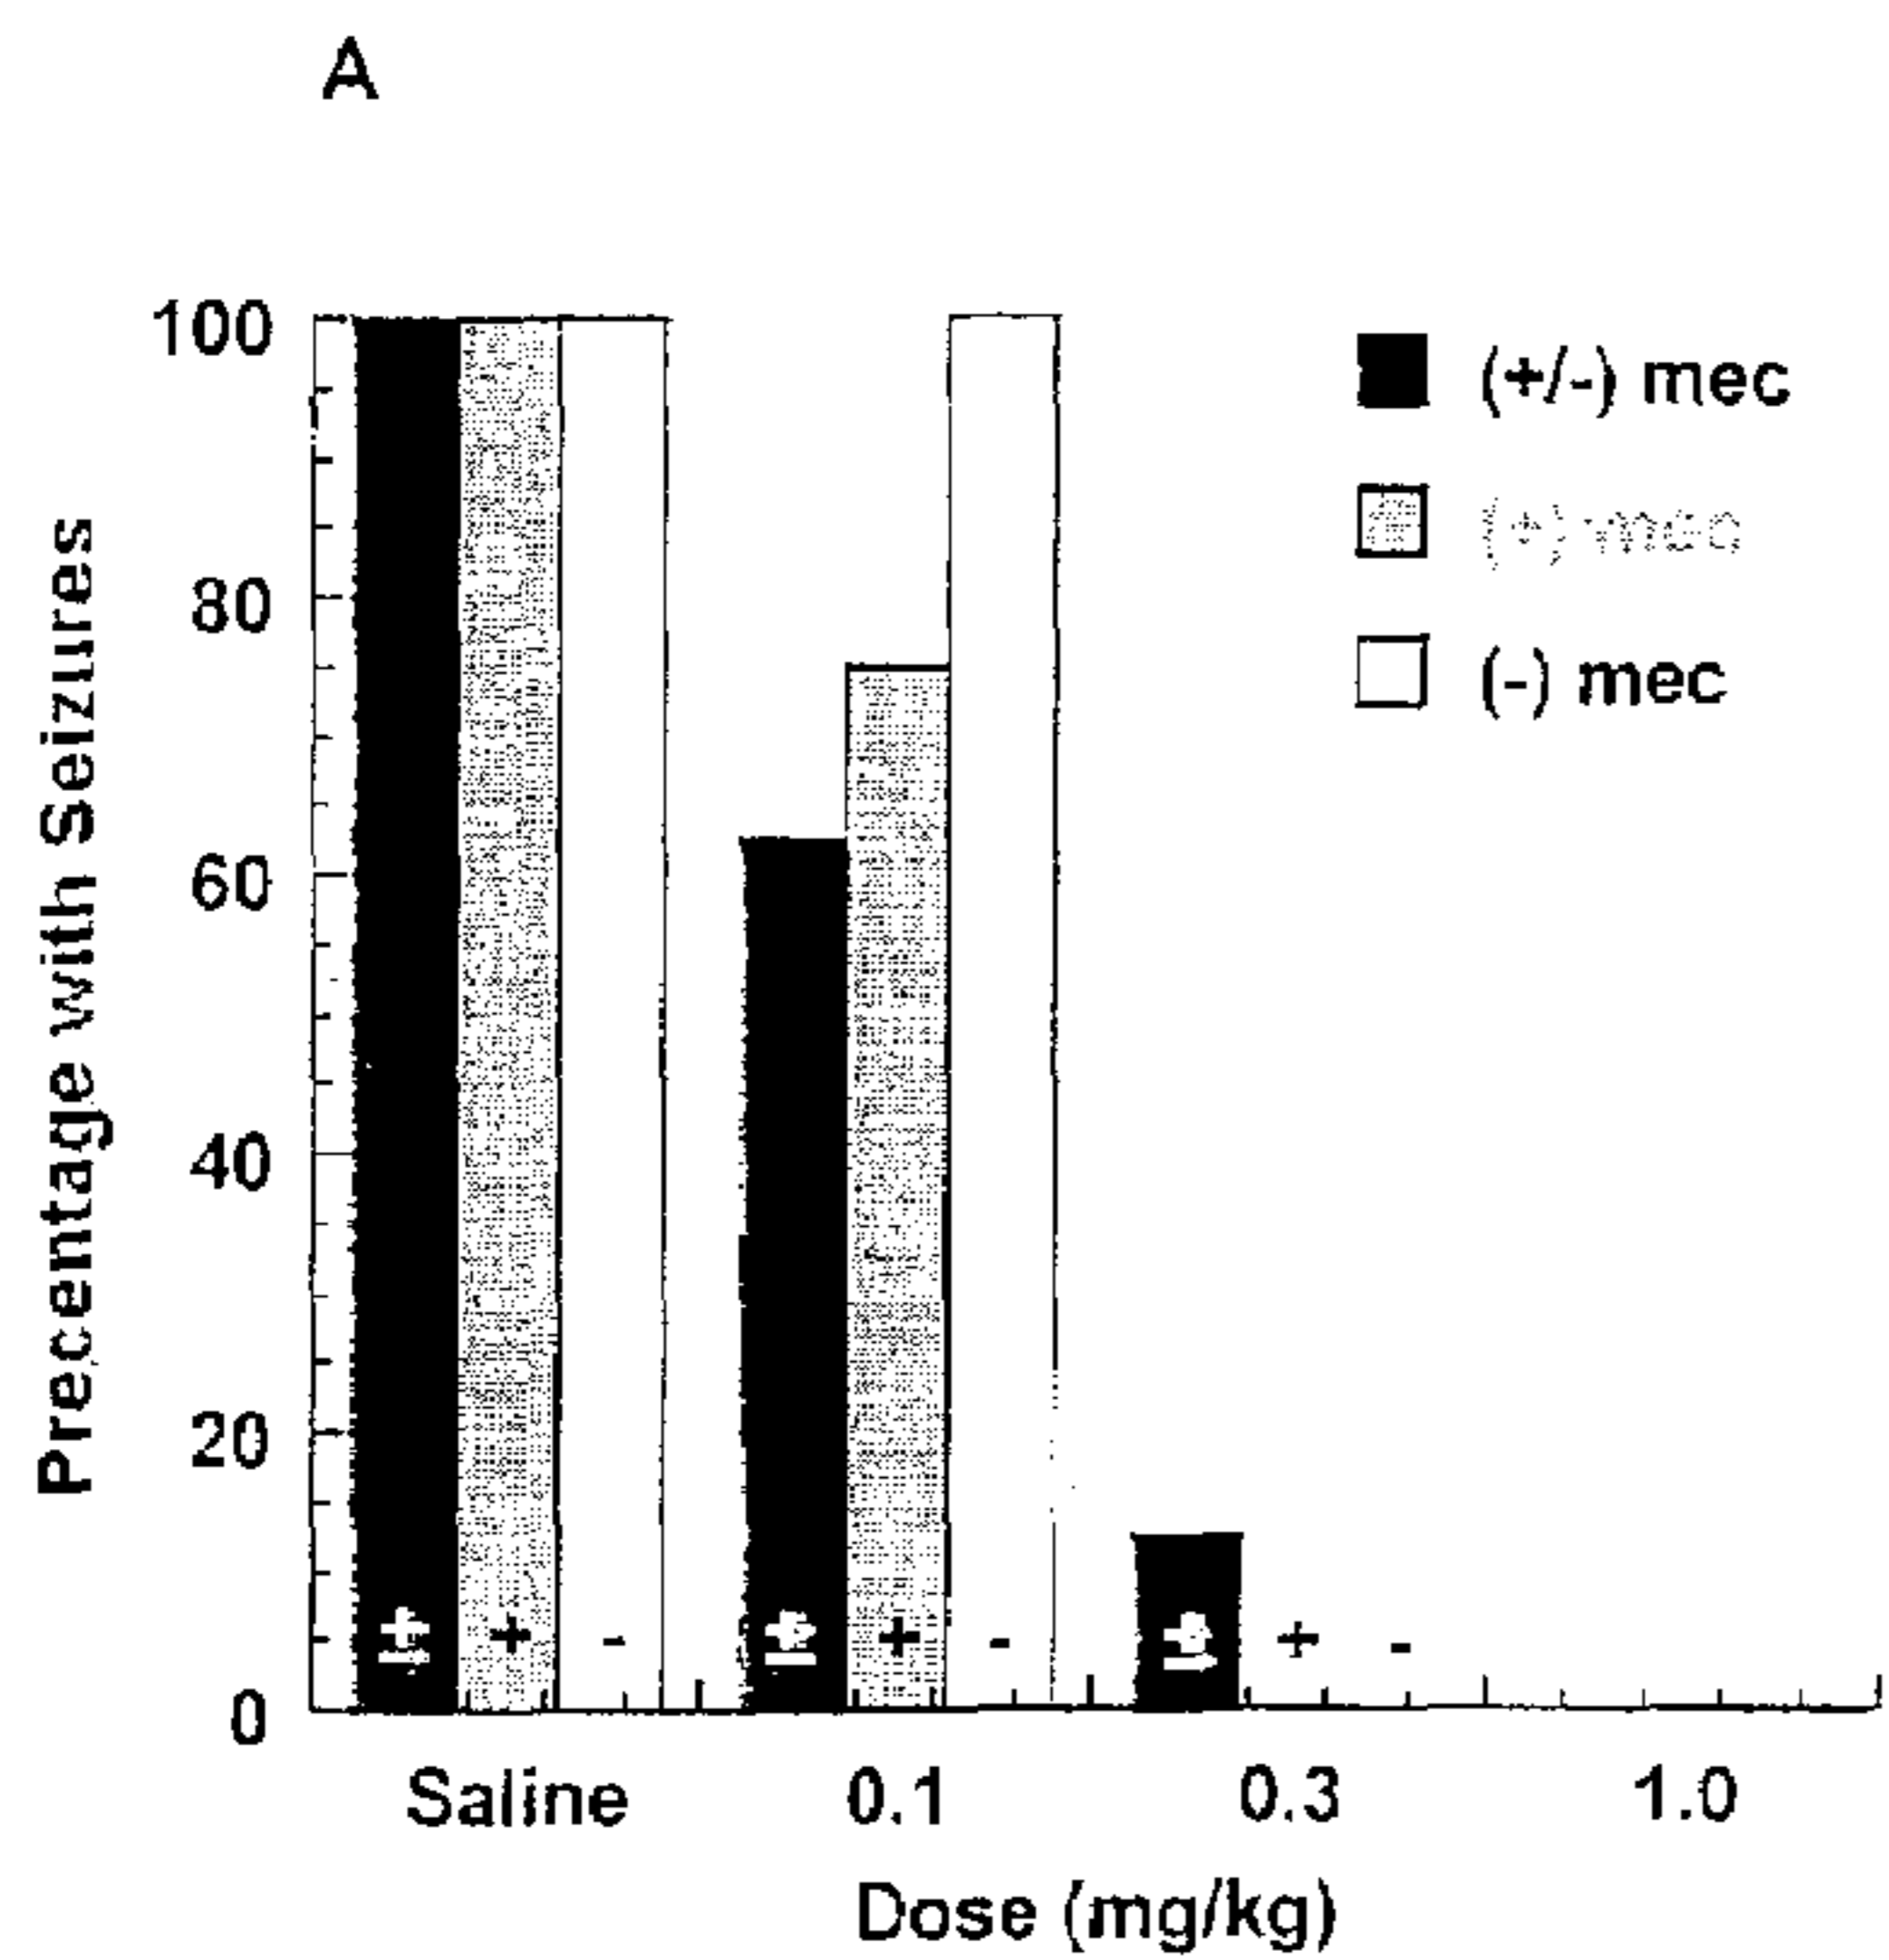 A
100
80
60
40
20
0
Precentage with Seizures
(+/-) mec
(+) mec
(-) mec
± + -
± + -
± + -
Saline 0.1 0.3 1.0
Dose (mg/kg)